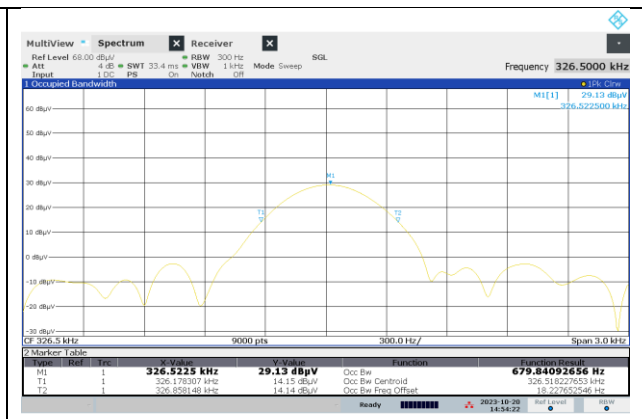 MultiView Spectrum X Receiver X
Ref Level 68.00 dBµV RBW 300 Hz SGL
Att 4 dB SWT 33.4 ms VBW 1 kHz Mode Sweep Frequency 326.5000 kHz
Input 1 DC PS On Notch Off
1 Occupied Bandwidth 1Pk Clrw
M1[1] 29.13 dBµV
326.522500 kHz
60 dBµV
50 dBµV
40 dBµV
30 dBµV
M1
20 dBµV
T1 T2
10 dBµV
0 dBµV
-10 dBµV
-20 dBµV
-30 dBµV
CF 326.5 kHz 9000 pts 300.0 Hz/ Span 3.0 kHz
2 Marker Table
Type Ref Trc X-Value Y-Value Function Function Result
M1 1 326.5225 kHz 29.13 dBµV Occ Bw 679.84092656 Hz
T1 1 326.178307 kHz 14.15 dBµV Occ Bw Centroid 326.518227653 kHz
T2 1 326.858148 kHz 14.14 dBµV Occ Bw Freq Offset 18.227652546 Hz
Ready 2023-10-20 Ref Level RBW
14:54:22